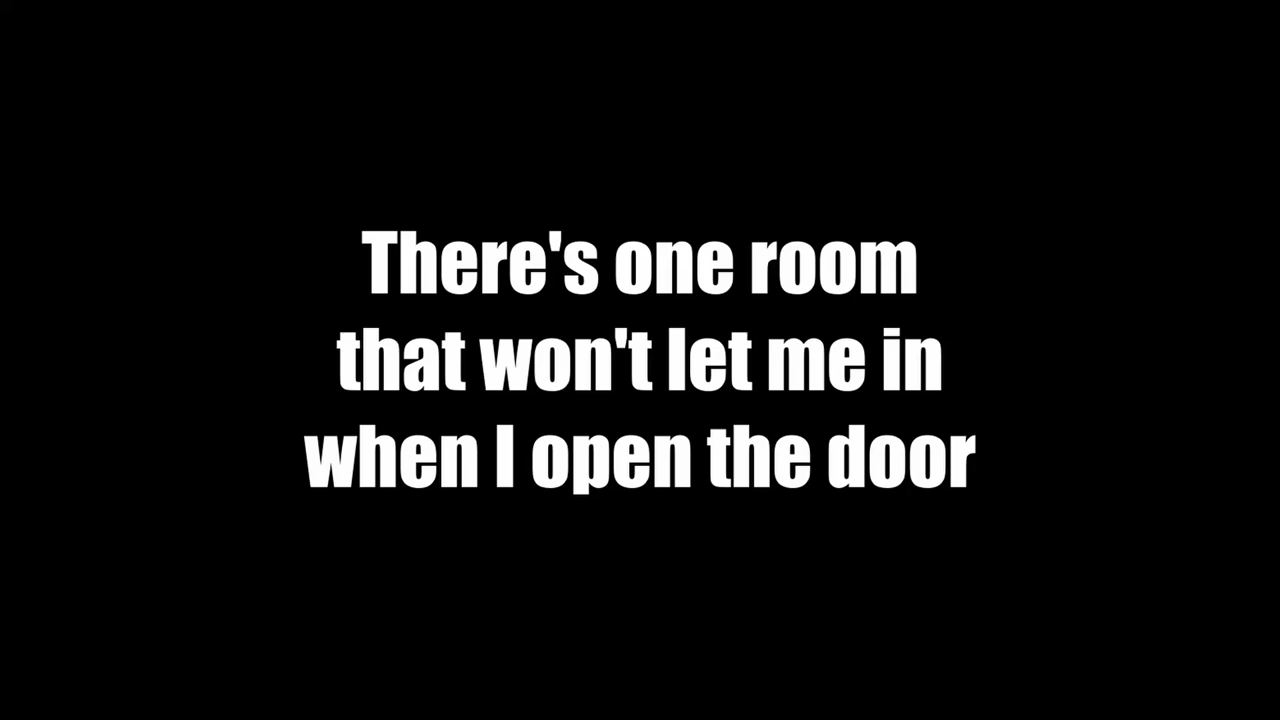 There's one room
that won't let me in
when I open the door